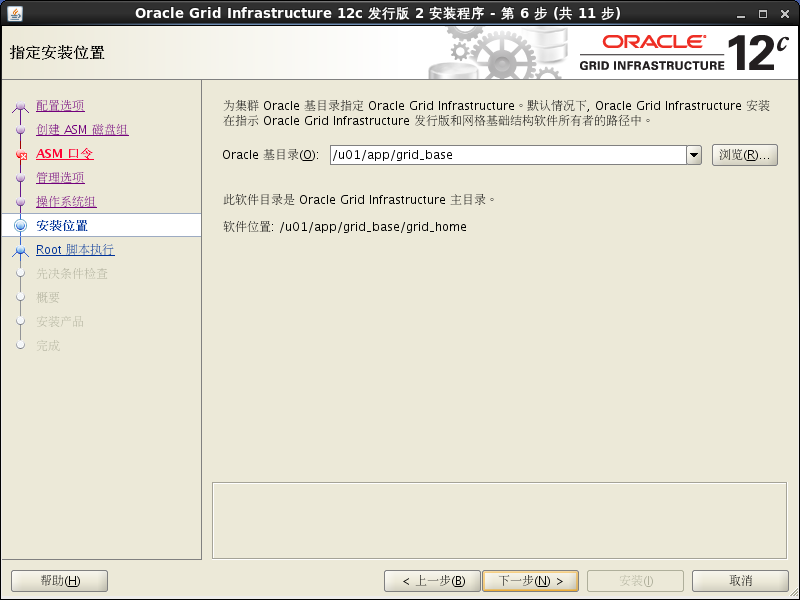 Oracle Grid Infrastructure 12c 发行版 2 安装程序 - 第 6 步 (共 11 步)
指定安装位置
ORACLE
GRID INFRASTRUCTURE
12c
配置选项
创建 ASM 磁盘组
ASM 口令
管理选项
操作系统组
安装位置
Root 脚本执行
先决条件检查
概要
安装产品
完成
为集群 Oracle 基目录指定 Oracle Grid Infrastructure。默认情况下, Oracle Grid Infrastructure 安装
在指示 Oracle Grid Infrastructure 发行版和网格基础结构软件所有者的路径中。
Oracle 基目录(O): /u01/app/grid_base 浏览(R)...
此软件目录是 Oracle Grid Infrastructure 主目录。
软件位置: /u01/app/grid_base/grid_home
帮助(H) < 上一步(B) 下一步(N) > 安装(I) 取消